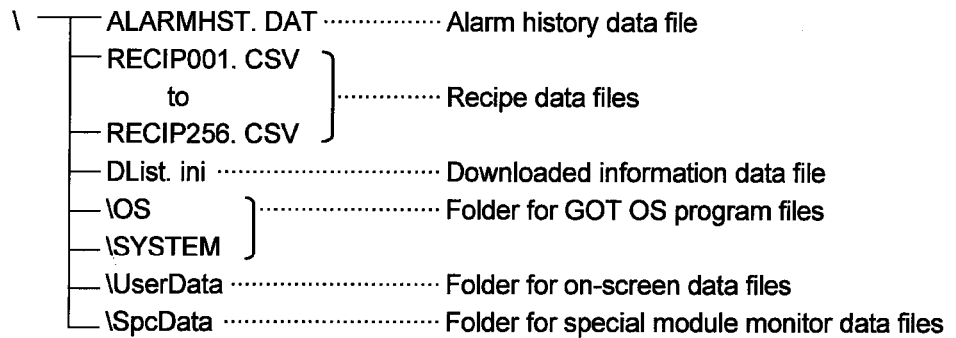 \ ALARMHST. DAT ························ Alarm history data file
RECIP001. CSV
to ··············· Recipe data files
RECIP256. CSV
DList. ini ································ Downloaded information data file
\OS ·························· Folder for GOT OS program files
\SYSTEM
\UserData ······························ Folder for on-screen data files
\SpcData ······························· Folder for special module monitor data files